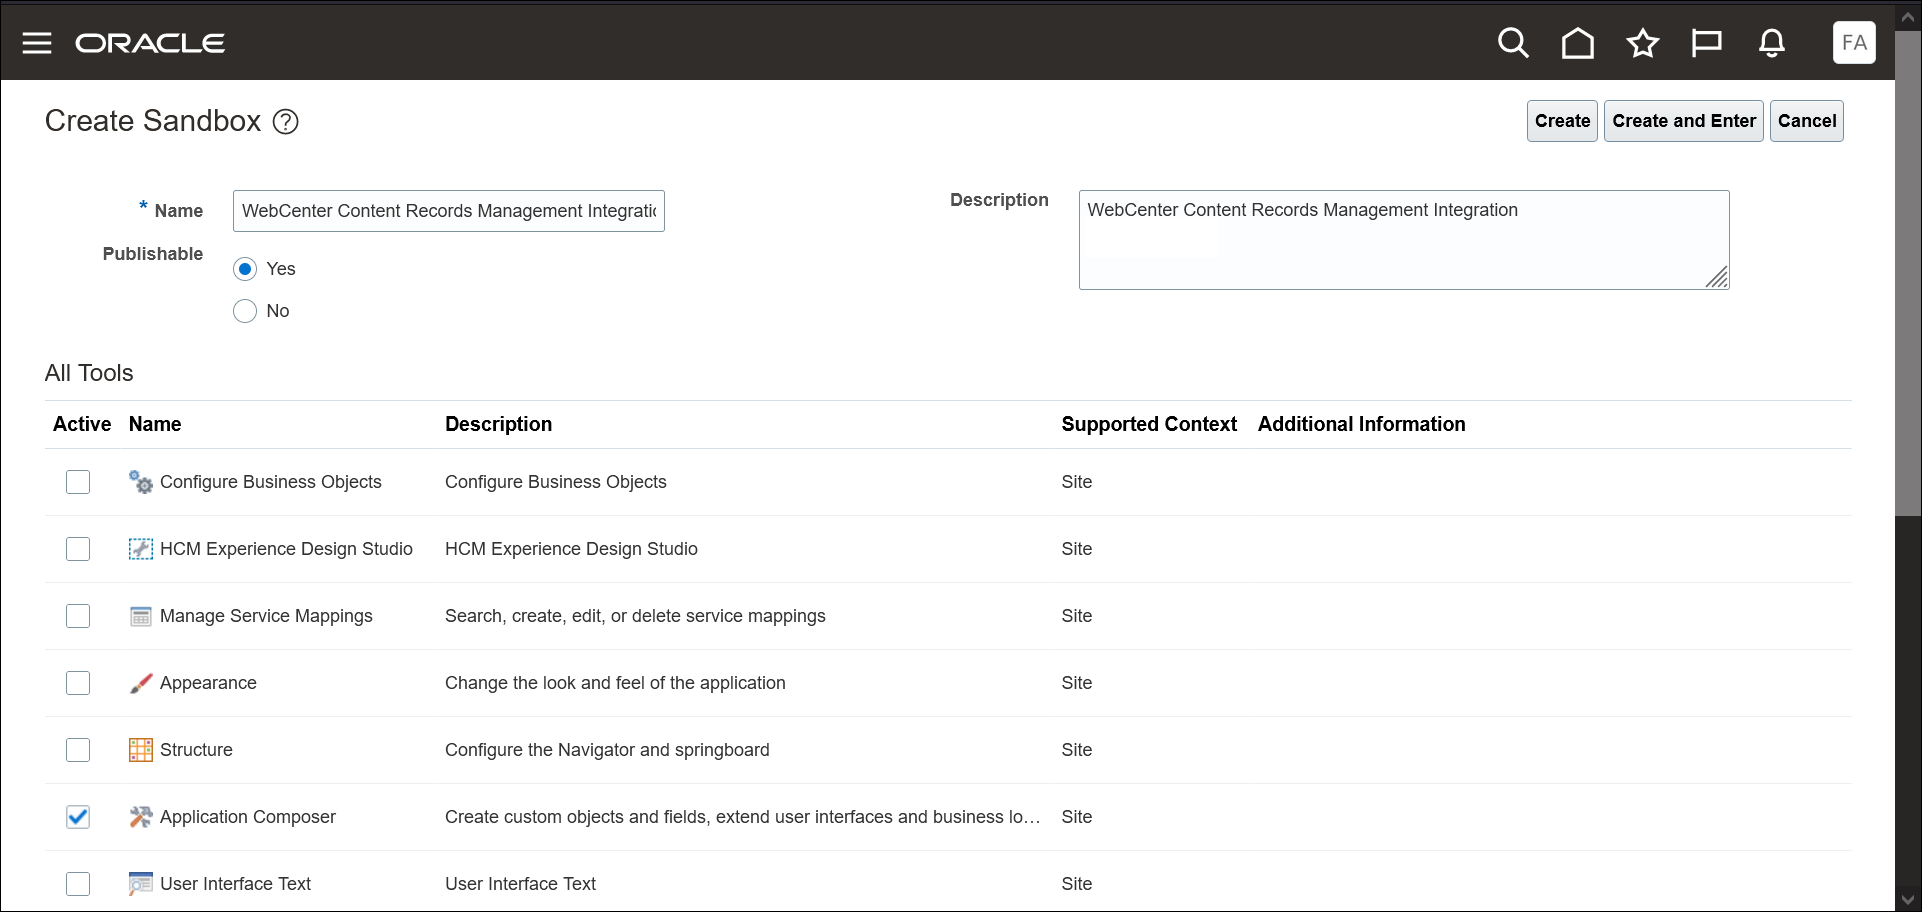 ORACLE
FA
Create Sandbox ?
Create Create and Enter Cancel
* Name WebCenter Content Records Management Integratic
Description WebCenter Content Records Management Integration
Publishable
Yes
No
All Tools
Active Name Description Supported Context Additional Information
Configure Business Objects Configure Business Objects Site
HCM Experience Design Studio HCM Experience Design Studio Site
Manage Service Mappings Search, create, edit, or delete service mappings Site
Appearance Change the look and feel of the application Site
Structure Configure the Navigator and springboard Site
Application Composer Create custom objects and fields, extend user interfaces and business lo... Site
User Interface Text User Interface Text Site